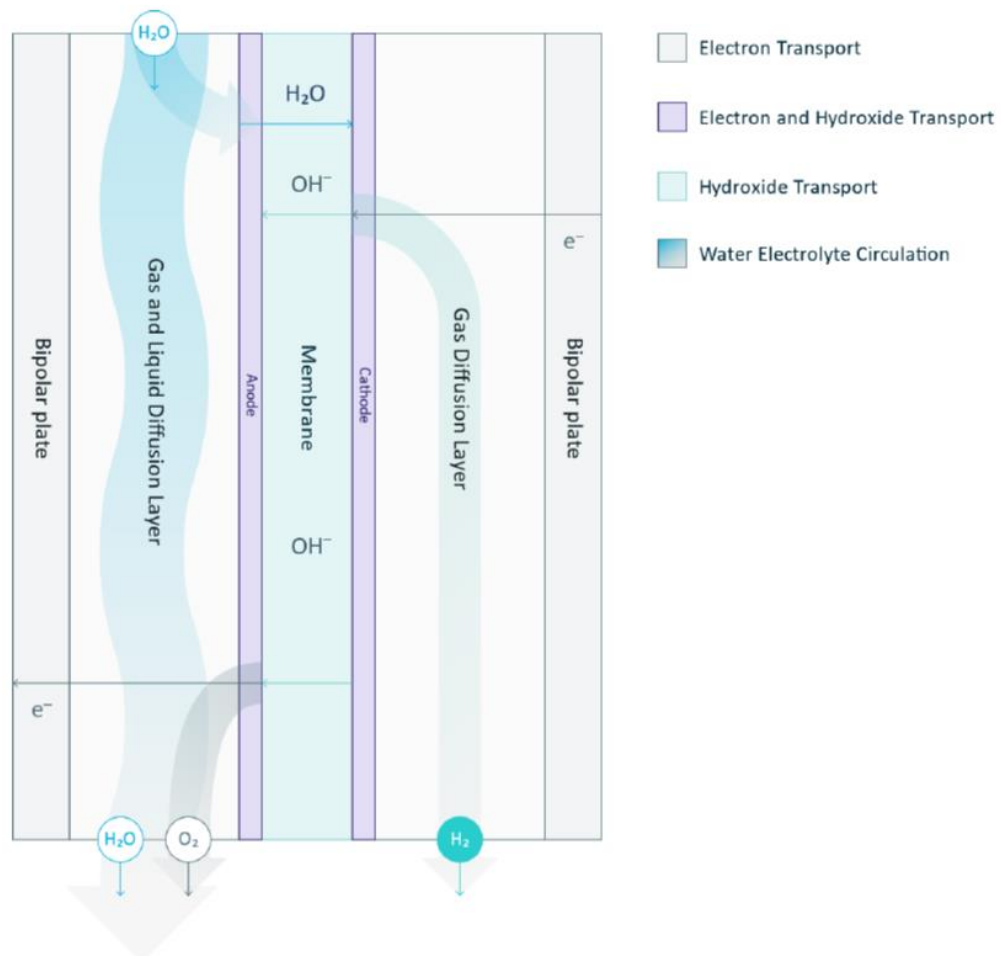 H₂O
H₂O
OH⁻
e⁻
Bipolar plate
Gas and Liquid Diffusion Layer
Anode
Membrane
Cathode
Gas Diffusion Layer
Bipolar plate
OH⁻
e⁻
H₂O
O₂
H₂
Electron Transport
Electron and Hydroxide Transport
Hydroxide Transport
Water Electrolyte Circulation